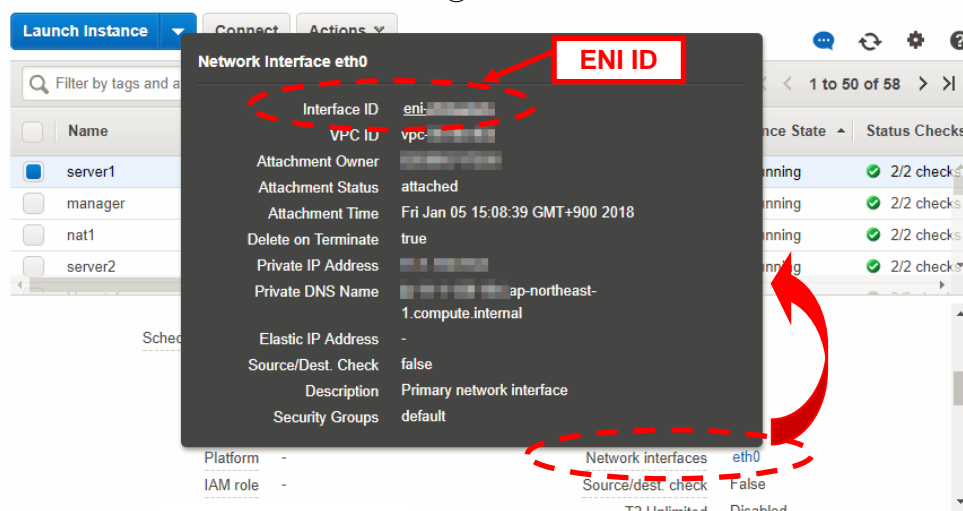 Launch Instance Connect Actions
Network Interface eth0
ENI ID
Filter by tags and a
1 to 50 of 58
Interface ID eni-
Name
nce State Status Checks
VPC ID vpc-
Attachment Owner
server1 nning 2/2 checks
Attachment Status attached
manager nning 2/2 checks
Attachment Time Fri Jan 05 15:08:39 GMT+900 2018
nat1 nning 2/2 checks
Delete on Terminate true
server2 nning 2/2 checks
Private IP Address
Private DNS Name ap-northeast-
1.compute.internal
Sched
Elastic IP Address -
Source/Dest. Check false
Description Primary network interface
Security Groups default
Platform - Network interfaces eth0
IAM role - Source/dest. check False
T2 Unlimited Disabled